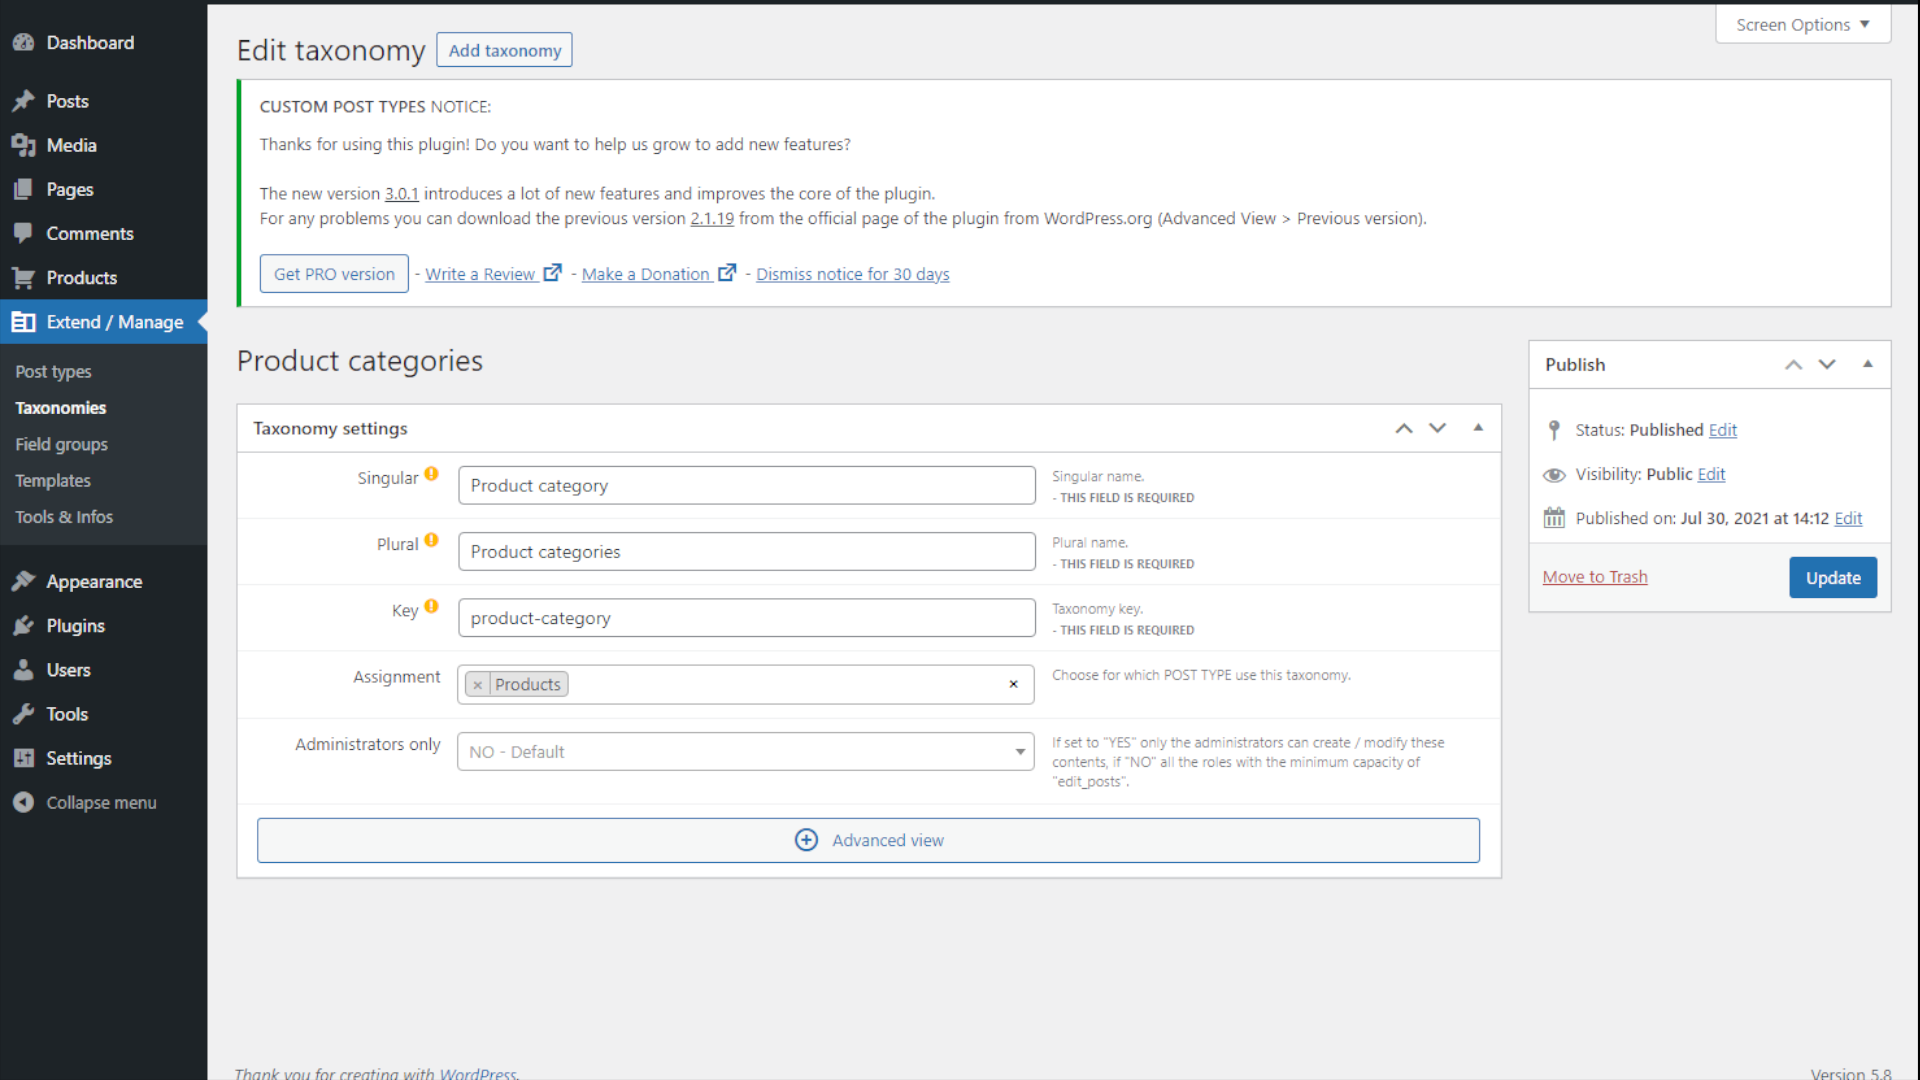 Dashboard
Posts
Media
Pages
Comments
Products
Extend / Manage
Post types
Taxonomies
Field groups
Templates
Tools & Infos
Appearance
Plugins
Users
Tools
Settings
Collapse menu
Screen Options
Edit taxonomy
Add taxonomy
CUSTOM POST TYPES NOTICE:
Thanks for using this plugin! Do you want to help us grow to add new features?
The new version 3.0.1 introduces a lot of new features and improves the core of the plugin.
For any problems you can download the previous version 2.1.19 from the official page of the plugin from WordPress.org (Advanced View > Previous version).
Get PRO version - Write a Review - Make a Donation - Dismiss notice for 30 days
Product categories
Taxonomy settings
Singular
Product category
Singular name.
- THIS FIELD IS REQUIRED
Plural
Product categories
Plural name.
- THIS FIELD IS REQUIRED
Key
product-category
Taxonomy key.
- THIS FIELD IS REQUIRED
Assignment
× Products ×
Choose for which POST TYPE use this taxonomy.
Administrators only
NO - Default
If set to "YES" only the administrators can create / modify these
contents, if "NO" all the roles with the minimum capacity of
"edit_posts".
Advanced view
Publish
Status: Published Edit
Visibility: Public Edit
Published on: Jul 30, 2021 at 14:12 Edit
Move to Trash
Update
Thank you for creating with WordPress.
Version 5.8